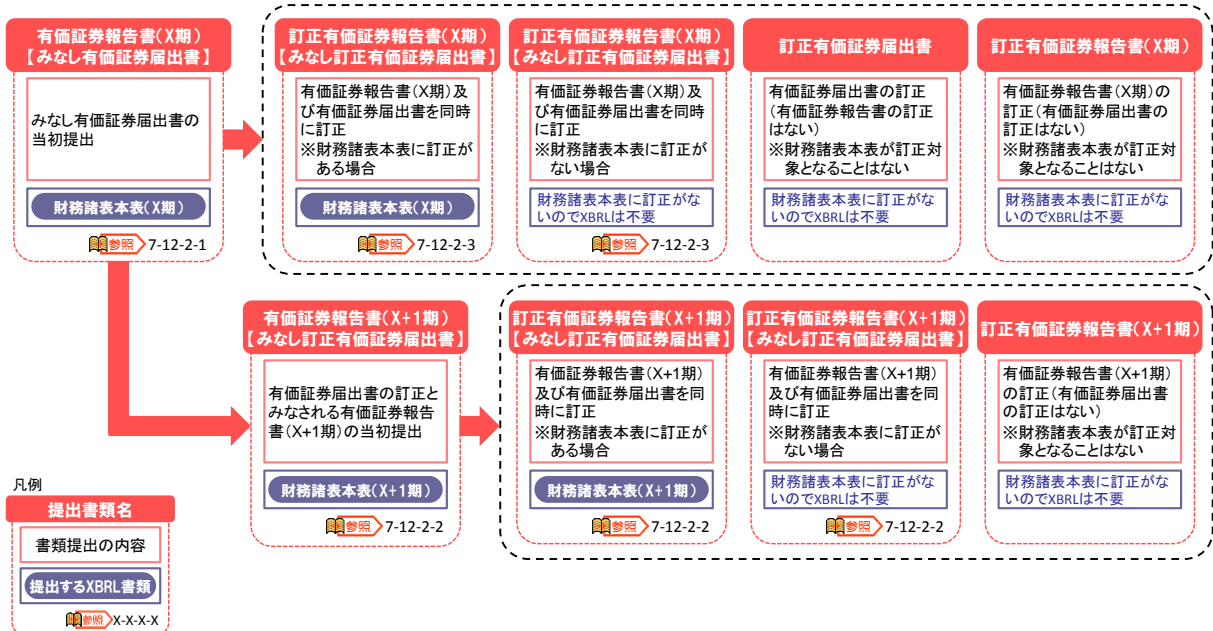 有価証券報告書(X期)
【みなし有価証券届出書】
みなし有価証券届出書の
当初提出
財務諸表本表(X期)
参照 7-12-2-1
訂正有価証券報告書(X期)
【みなし訂正有価証券届出書】
有価証券報告書(X期)及
び有価証券届出書を同時
に訂正
※財務諸表本表に訂正が
ある場合
財務諸表本表(X期)
参照 7-12-2-3
訂正有価証券報告書(X期)
【みなし訂正有価証券届出書】
有価証券報告書(X期)及
び有価証券届出書を同時
に訂正
※財務諸表本表に訂正が
ない場合
財務諸表本表に訂正がな
いのでXBRLは不要
参照 7-12-2-3
訂正有価証券届出書
有価証券届出書の訂正
(有価証券報告書の訂正
はない)
※財務諸表本表が訂正対
象となることはない
財務諸表本表に訂正がな
いのでXBRLは不要
訂正有価証券報告書(X期)
有価証券報告書(X期)の
訂正(有価証券届出書の
訂正はない)
※財務諸表本表が訂正対
象となることはない
財務諸表本表に訂正がな
いのでXBRLは不要
有価証券報告書(X+1期)
【みなし訂正有価証券届出書】
有価証券届出書の訂正と
みなされる有価証券報告
書(X+1期)の当初提出
財務諸表本表(X+1期)
参照 7-12-2-2
訂正有価証券報告書(X+1期)
【みなし訂正有価証券届出書】
有価証券報告書(X+1期)
及び有価証券届出書を同
時に訂正
※財務諸表本表に訂正が
ある場合
財務諸表本表(X+1期)
参照 7-12-2-2
訂正有価証券報告書(X+1期)
【みなし訂正有価証券届出書】
有価証券報告書(X+1期)
及び有価証券届出書を同
時に訂正
※財務諸表本表に訂正が
ない場合
財務諸表本表に訂正がな
いのでXBRLは不要
参照 7-12-2-2
訂正有価証券報告書(X+1期)
有価証券報告書(X+1期)
の訂正(有価証券届出書
の訂正はない)
※財務諸表本表が訂正対
象となることはない
財務諸表本表に訂正がな
いのでXBRLは不要
凡例
提出書類名
書類提出の内容
提出するXBRL書類
参照 X-X-X-X